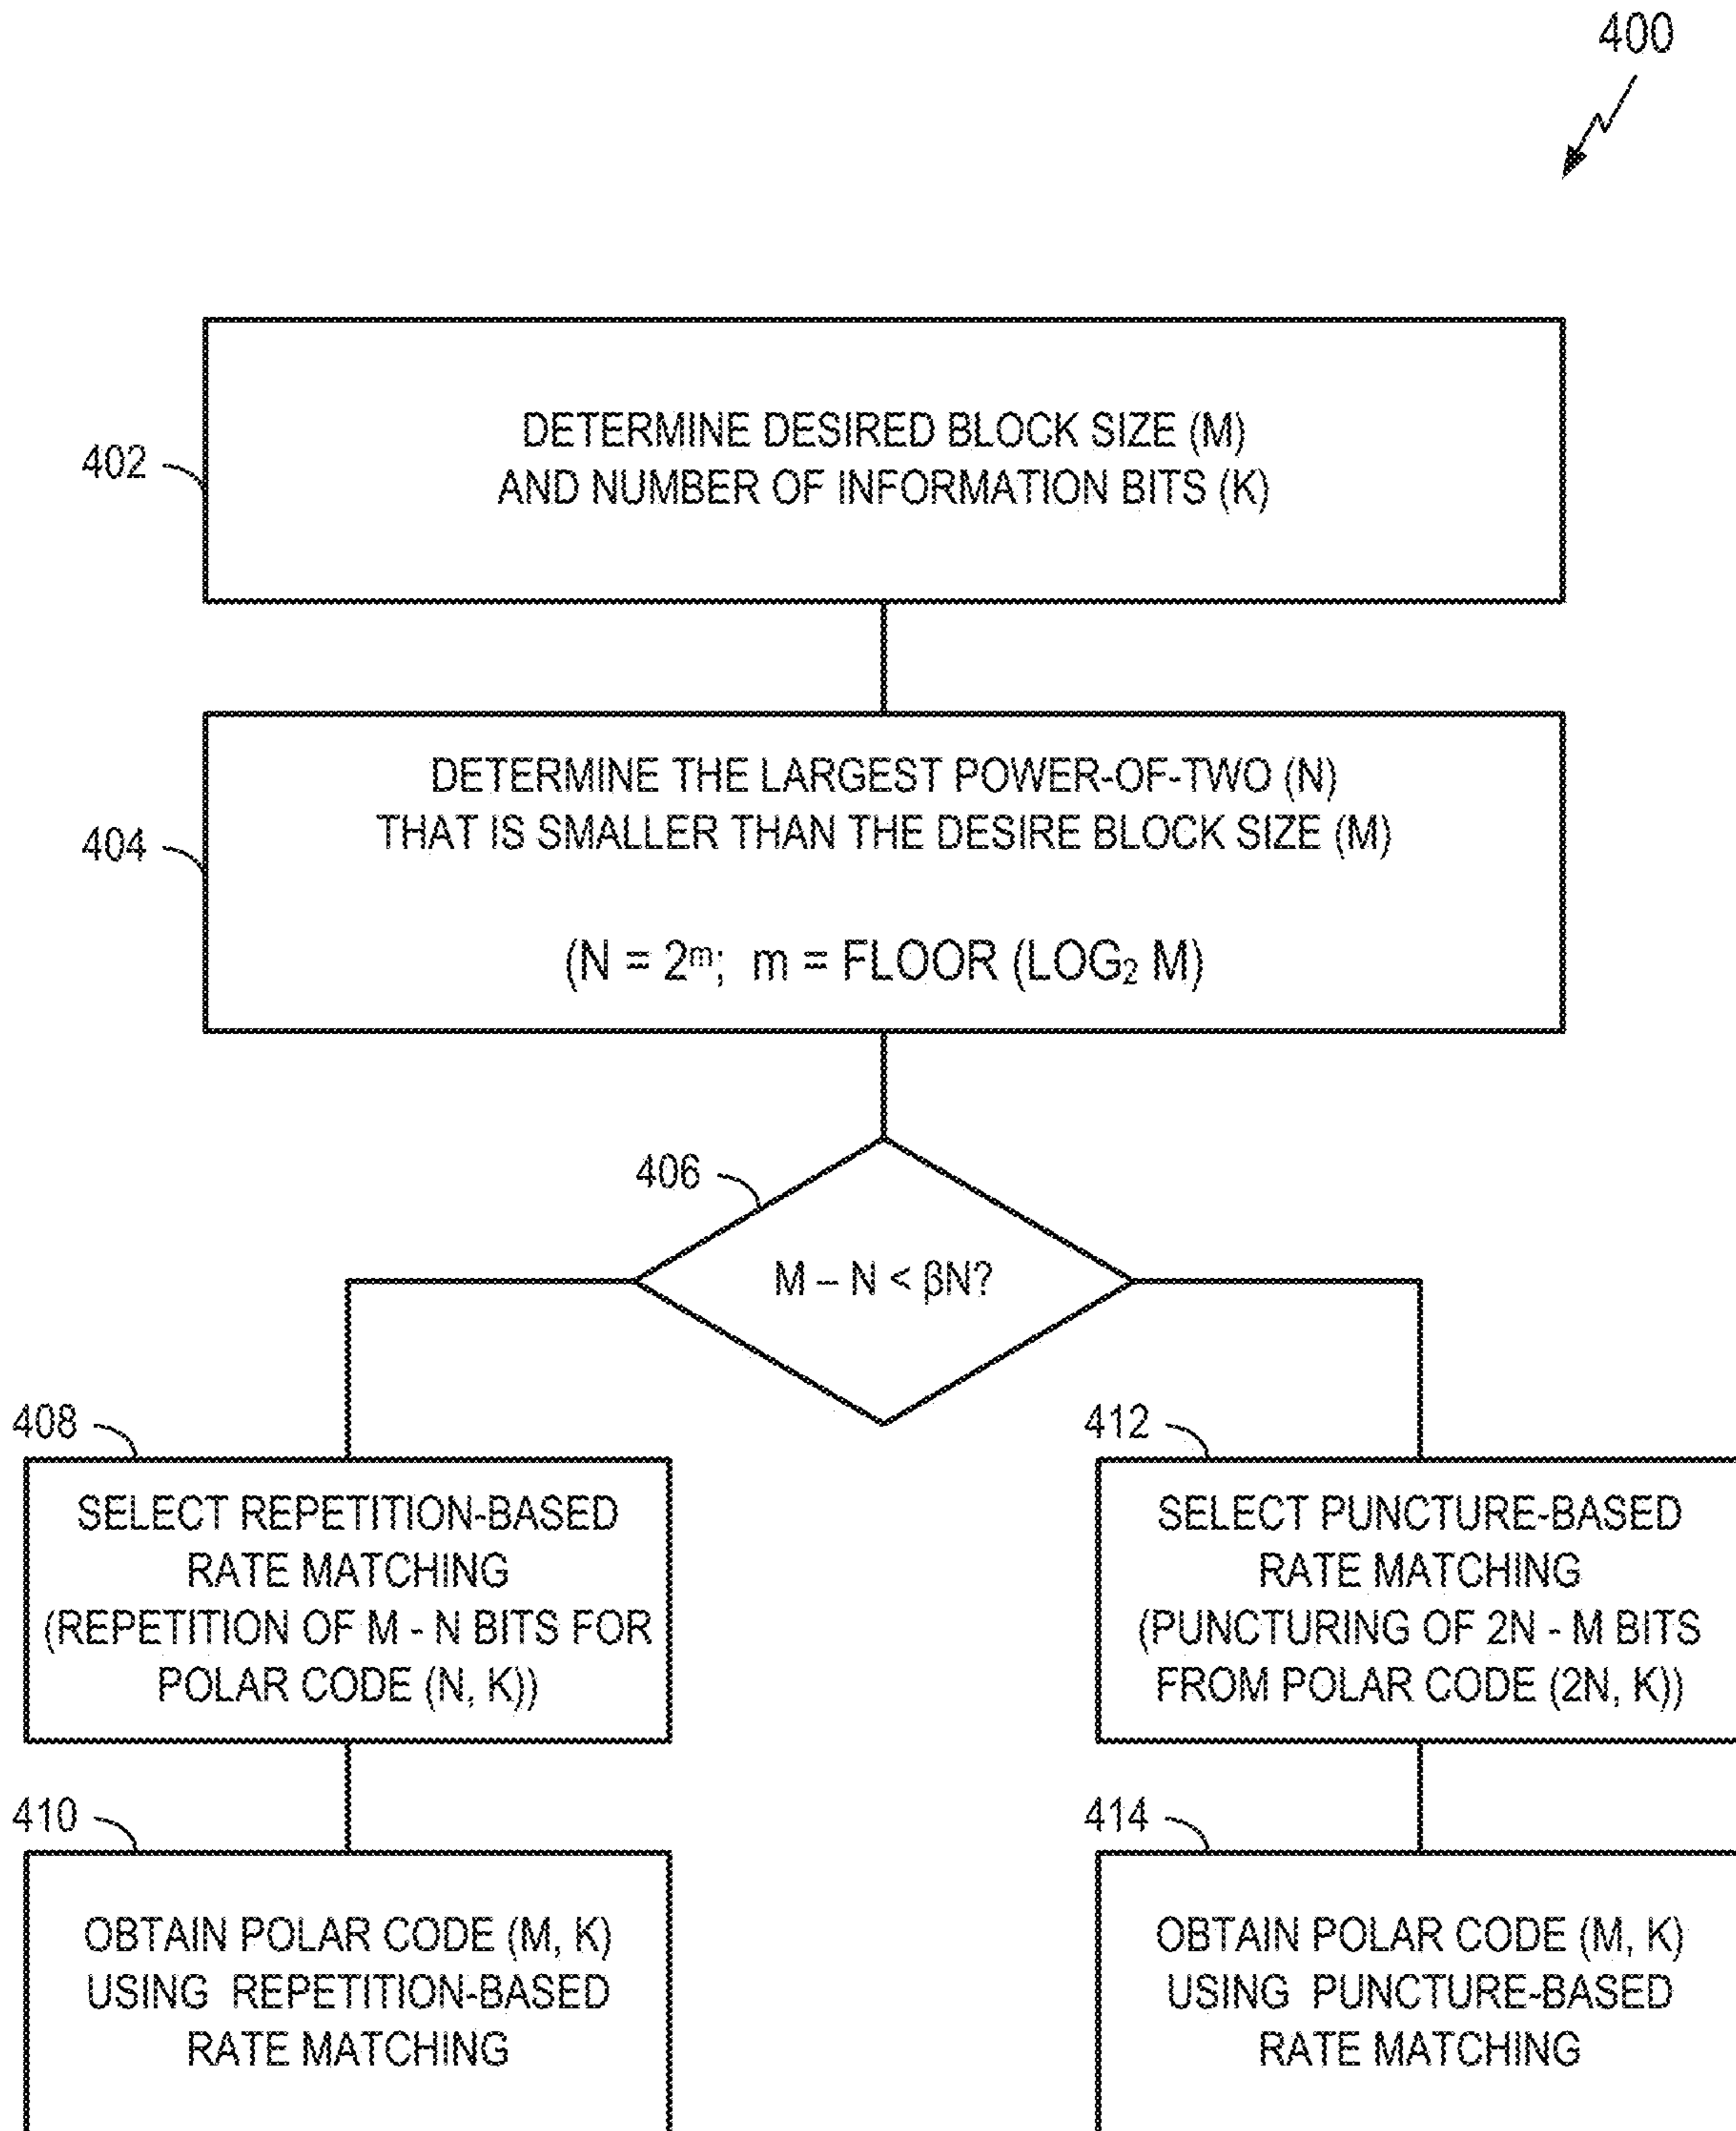 400
402
DETERMINE DESIRED BLOCK SIZE (M)
AND NUMBER OF INFORMATION BITS (K)
404
DETERMINE THE LARGEST POWER-OF-TWO (N)
THAT IS SMALLER THAN THE DESIRE BLOCK SIZE (M)
(N = 2ᵐ; m = FLOOR (LOG₂ M)
406
M – N < βN?
408
SELECT REPETITION-BASED
RATE MATCHING
(REPETITION OF M - N BITS FOR
POLAR CODE (N, K))
412
SELECT PUNCTURE-BASED
RATE MATCHING
(PUNCTURING OF 2N - M BITS
FROM POLAR CODE (2N, K))
410
OBTAIN POLAR CODE (M, K)
USING REPETITION-BASED
RATE MATCHING
414
OBTAIN POLAR CODE (M, K)
USING PUNCTURE-BASED
RATE MATCHING